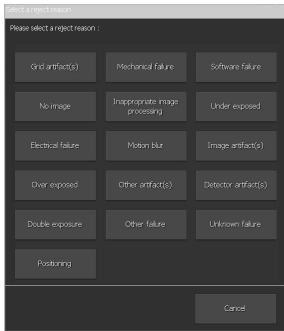 Select a reject reason
Please select a reject reason :
Grid artifact(s)
Mechanical failure
Software failure
No image
Inappropriate image
processing
Under exposed
Electrical failure
Motion blur
Image artifact(s)
Over exposed
Other artifact(s)
Detector artifact(s)
Double exposure
Other failure
Unknown failure
Positioning
Cancel